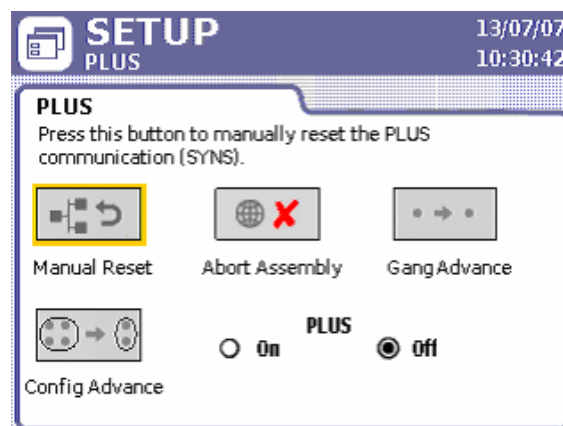 SETUP
PLUS
13/07/07
10:30:42
PLUS
Press this button to manually reset the PLUS
communication (SYNS).
Manual Reset
Abort Assembly
Gang Advance
PLUS
On
Off
Config Advance